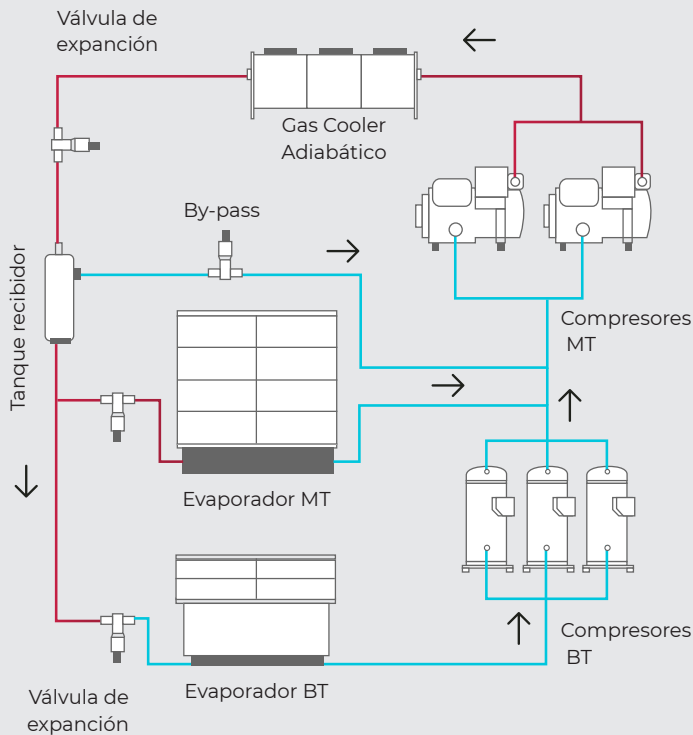 Válvula de
expanción
Gas Cooler
Adiabático
By-pass
Tanque recibidor
Compresores
MT
Evaporador MT
Compresores
BT
Evaporador BT
Válvula de
expanción